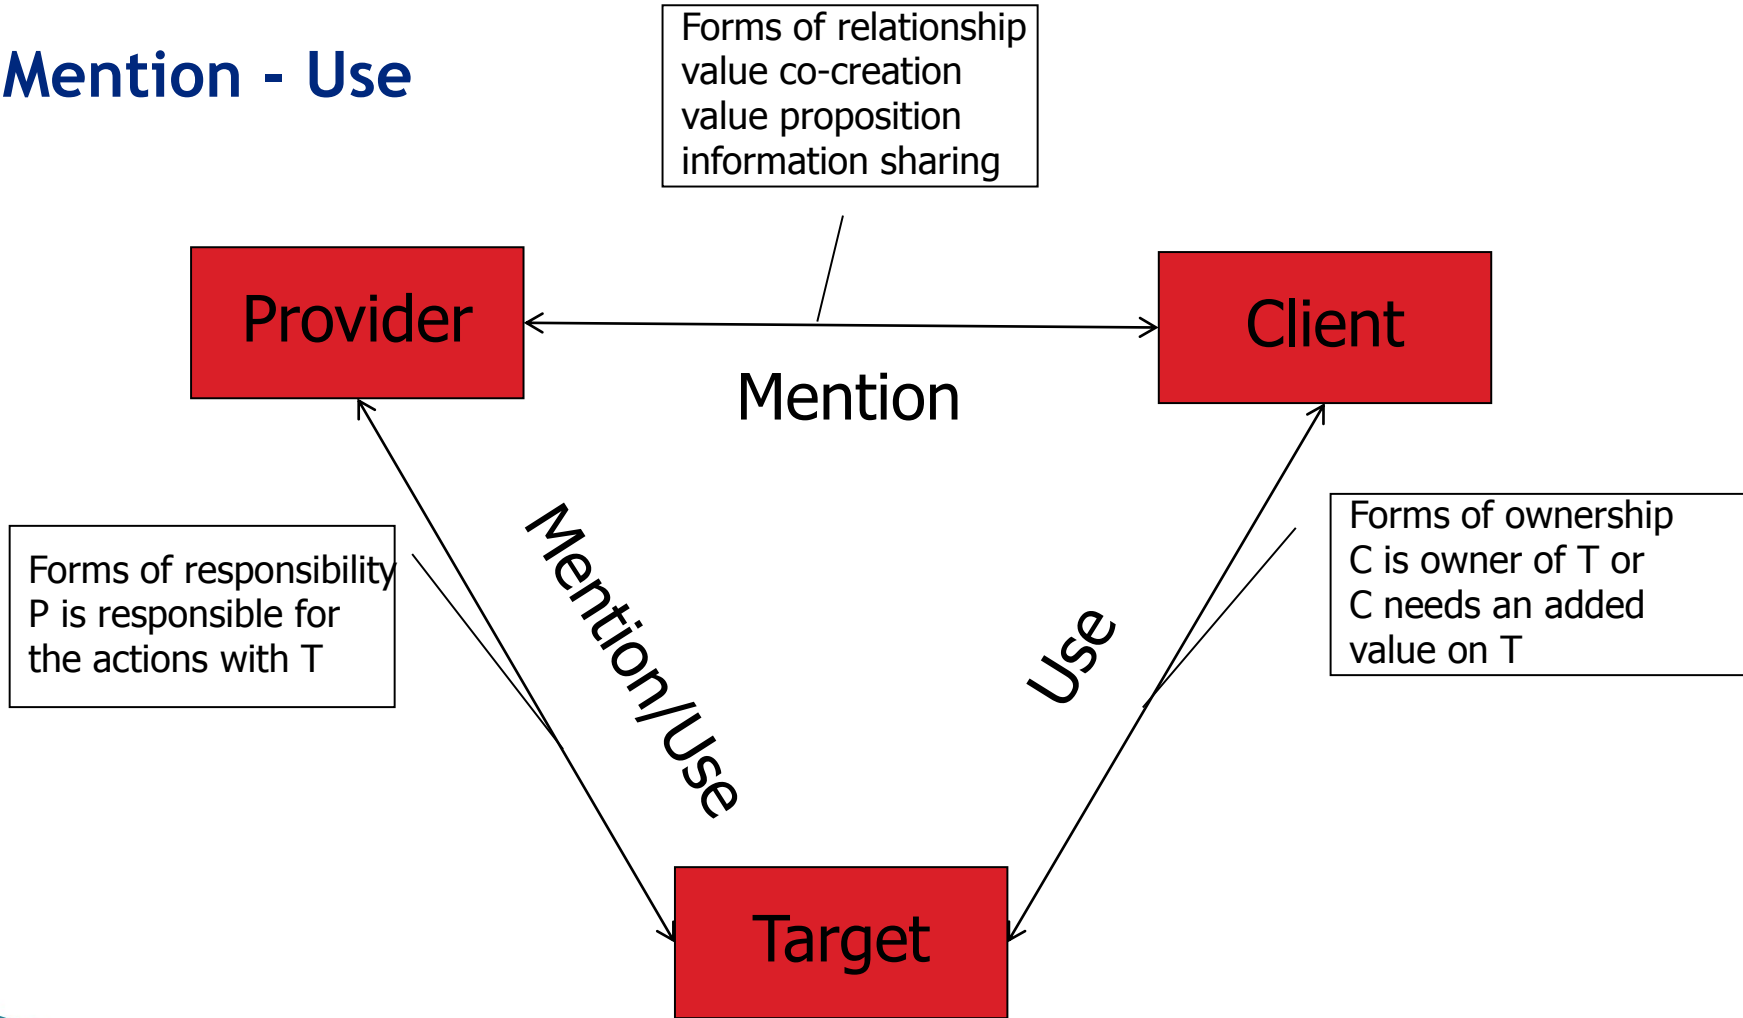 Mention - Use
Forms of relationship
value co-creation
value proposition
information sharing
Provider
Client
Mention
Forms of responsibility
P is responsible for
the actions with T
Mention/Use
Use
Forms of ownership
C is owner of T or
C needs an added
value on T
Target